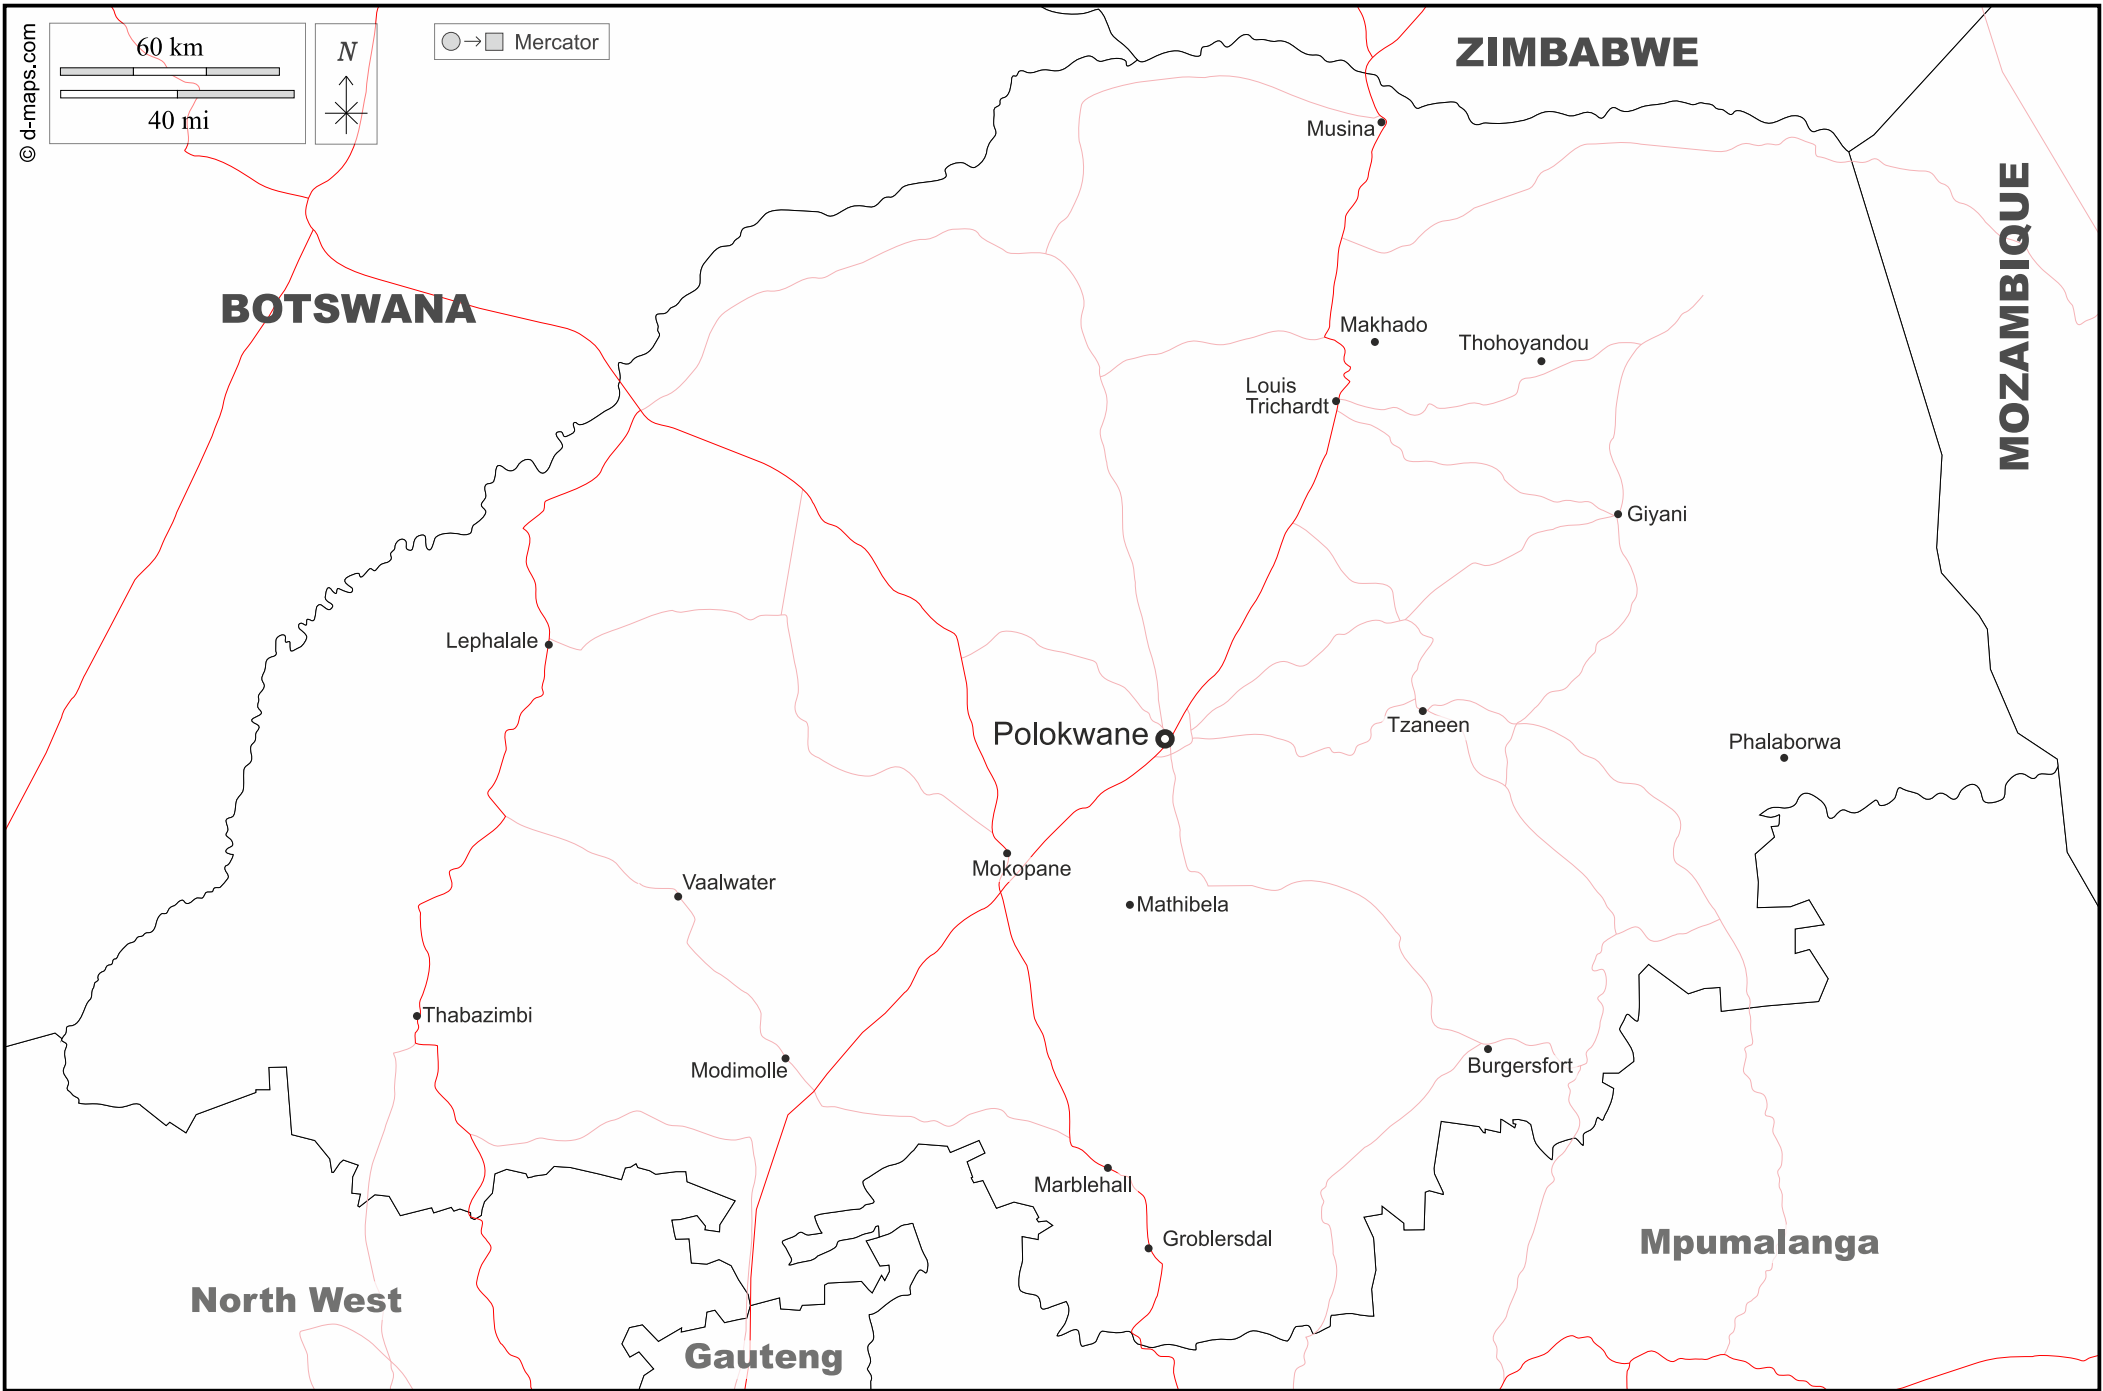 © d-maps.com
60 km
40 mi
N
Mercator
ZIMBABWE
Musina
MOZAMBIQUE
BOTSWANA
Makhado
Thohoyandou
Louis
Trichardt
Giyani
Lephalale
Polokwane
Tzaneen
Phalaborwa
Mokopane
Vaalwater
Mathibela
Thabazimbi
Modimolle
Burgersfort
Marblehall
Groblersdal
Mpumalanga
North West
Gauteng